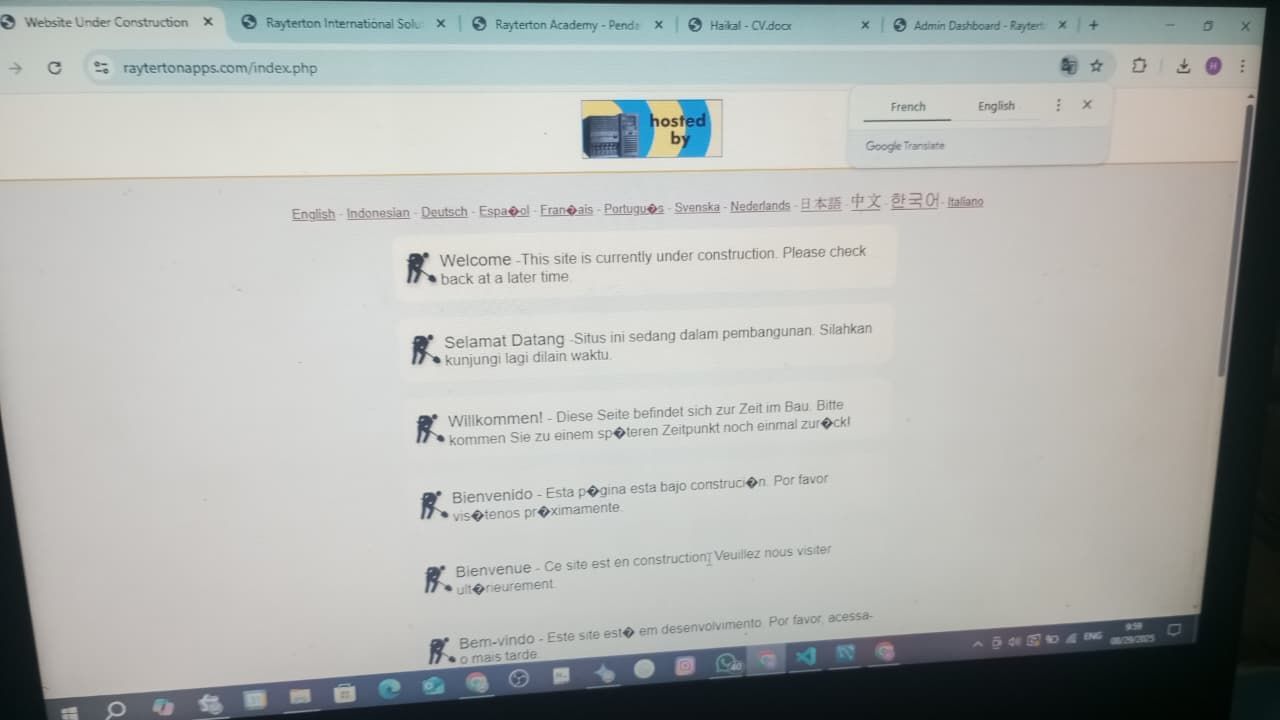 Website Under Construction
Rayterton International Solu
Rayterton Academy - Penda
Haikal - CV.docx
Admin Dashboard - Raytert
raytertonapps.com/index.php
French English
Google Translate
hosted
by
English - Indonesian - Deutsch - Espa�ol - Fran�ais - Portugu�s - Svenska - Nederlands - 日本語 - 中文 - 한국어 - Italiano
Welcome -This site is currently under construction. Please check
back at a later time.
Selamat Datang -Situs ini sedang dalam pembangunan. Silahkan
kunjungi lagi dilain waktu.
Willkommen! - Diese Seite befindet sich zur Zeit im Bau. Bitte
kommen Sie zu einem sp�teren Zeitpunkt noch einmal zur�ck!
Bienvenido - Esta p�gina esta bajo construci�n. Por favor
vis�tenos pr�ximamente.
Bienvenue - Ce site est en construction. Veuillez nous visiter
ult�rieurement.
Bem-vindo - Este site est� em desenvolvimento. Por favor, acessa-
o mais tarde.
40
ENG
9:59
08/29/2025